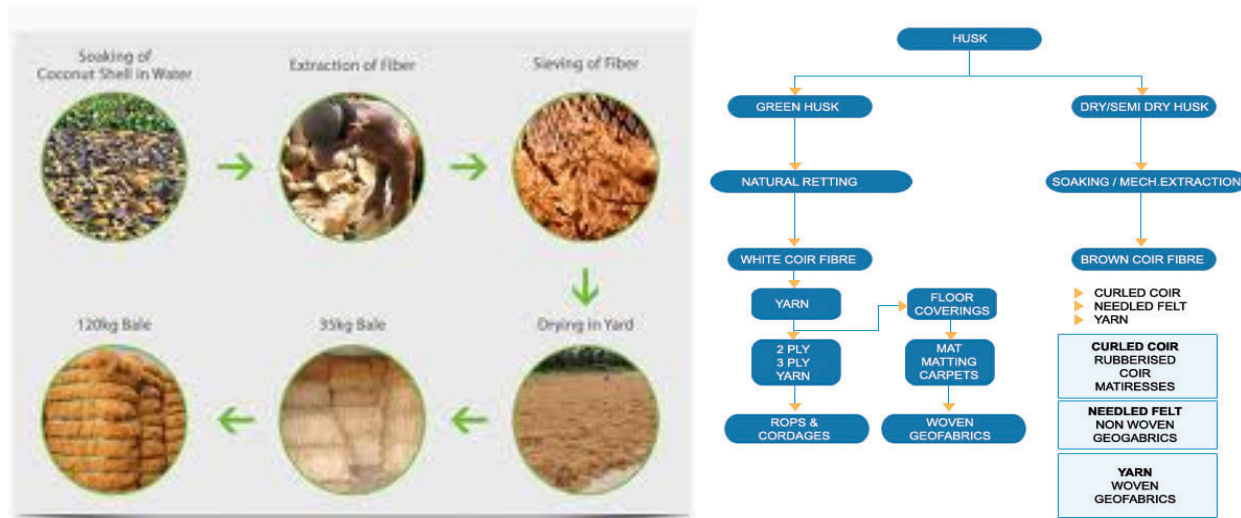 Soaking of
Coconut Shell in Water
Extraction of Fiber
Sieving of Fiber
120kg Bale
35kg Bale
Drying in Yard
HUSK
GREEN HUSK
DRY/SEMI DRY HUSK
NATURAL RETTING
SOAKING / MECH.EXTRACTION
WHITE COIR FIBRE
BROWN COIR FIBRE
YARN
FLOOR
COVERINGS
2 PLY
3 PLY
YARN
MAT
MATTING
CARPETS
ROPS &
CORDAGES
WOVEN
GEOFABRICS
CURLED COIR
NEEDLED FELT
YARN
CURLED COIR
RUBBERISED
COIR
MATIRESSES
NEEDLED FELT
NON WOVEN
GEOGABRICS
YARN
WOVEN
GEOFABRICS